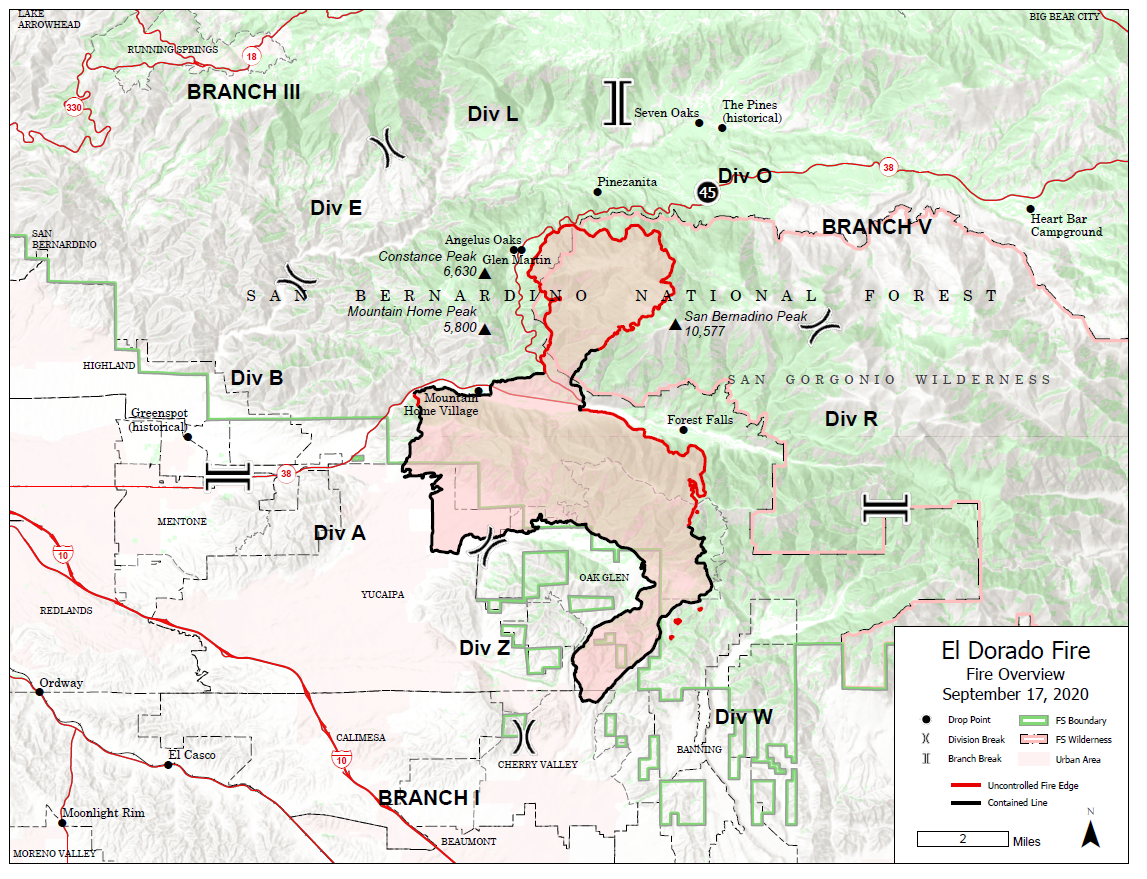 LAKE
ARROWHEAD
BIG BEAR CITY
RUNNING SPRINGS
18
BRANCH III
330
Div L
Seven Oaks
The Pines
(historical)
38
45
Div O
Pinezanita
Div E
BRANCH V
Heart Bar
Campground
SAN
BERNARDINO
Angelus Oaks
Constance Peak
6,630
Glen Martin
SAN BERNARDINO NATIONAL FOREST
Mountain Home Peak
5,800
San Bernadino Peak
10,577
HIGHLAND
Div B
SAN GORGONIO WILDERNESS
Mountain
Home Village
Greenspot
(historical)
Forest Falls
Div R
38
MENTONE
Div A
10
OAK GLEN
YUCAIPA
REDLANDS
Div Z
Ordway
Div W
CALIMESA
BANNING
El Casco
10
CHERRY VALLEY
BRANCH I
Moonlight Rim
BEAUMONT
MORENO VALLEY
El Dorado Fire
Fire Overview
September 17, 2020
Drop Point
FS Boundary
Division Break
FS Wilderness
Branch Break
Urban Area
Uncontrolled Fire Edge
Contained Line
N
2
Miles